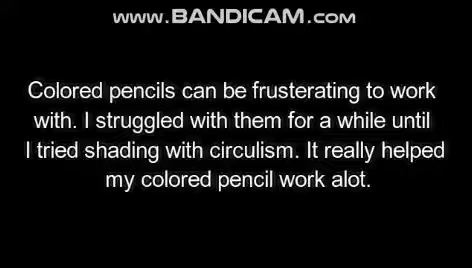 www.BANDICAM.com
Colored pencils can be frusterating to work
with. I struggled with them for a while until
I tried shading with circulism. It really helped
my colored pencil work alot.